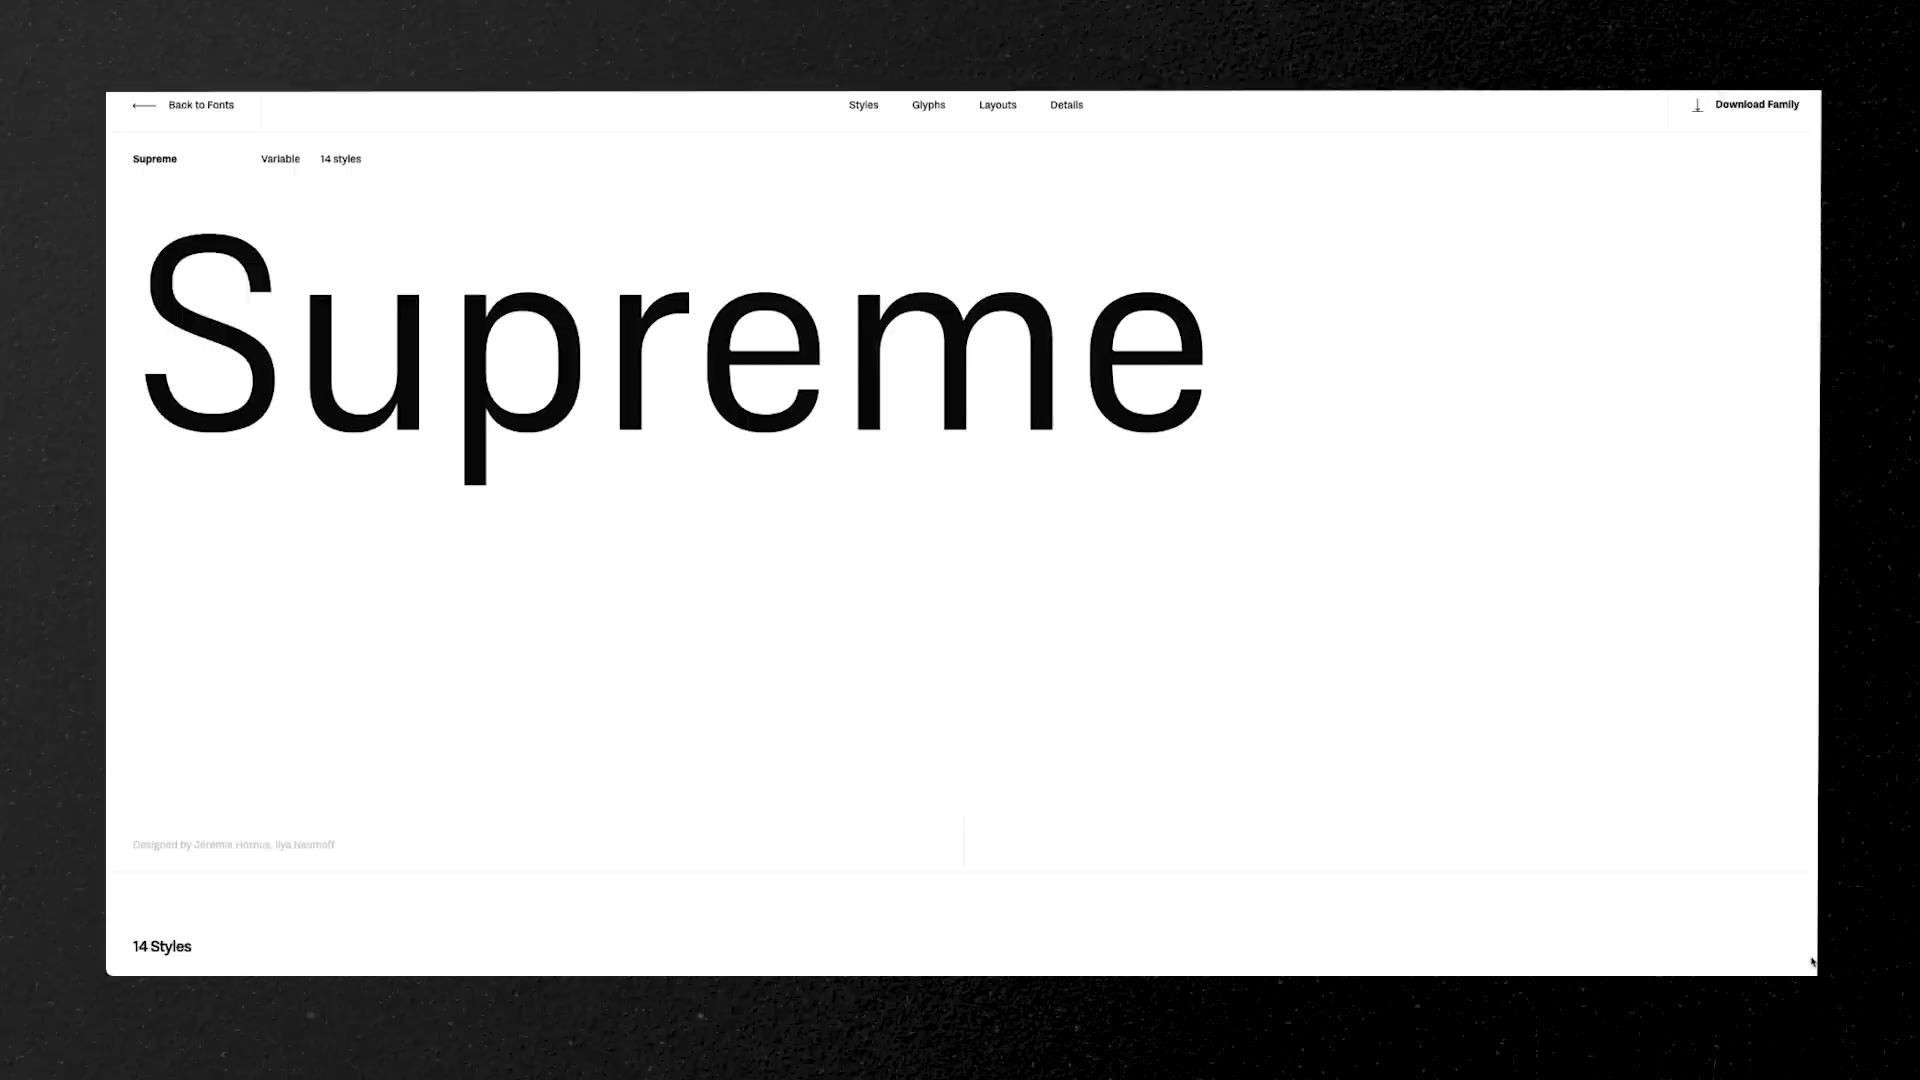 Back to Fonts
Styles Glyphs Layouts Details
Download Family
Supreme Variable 14 styles
Supreme
Designed by Jérémie Hornus, Ilya Naumoff
14 Styles